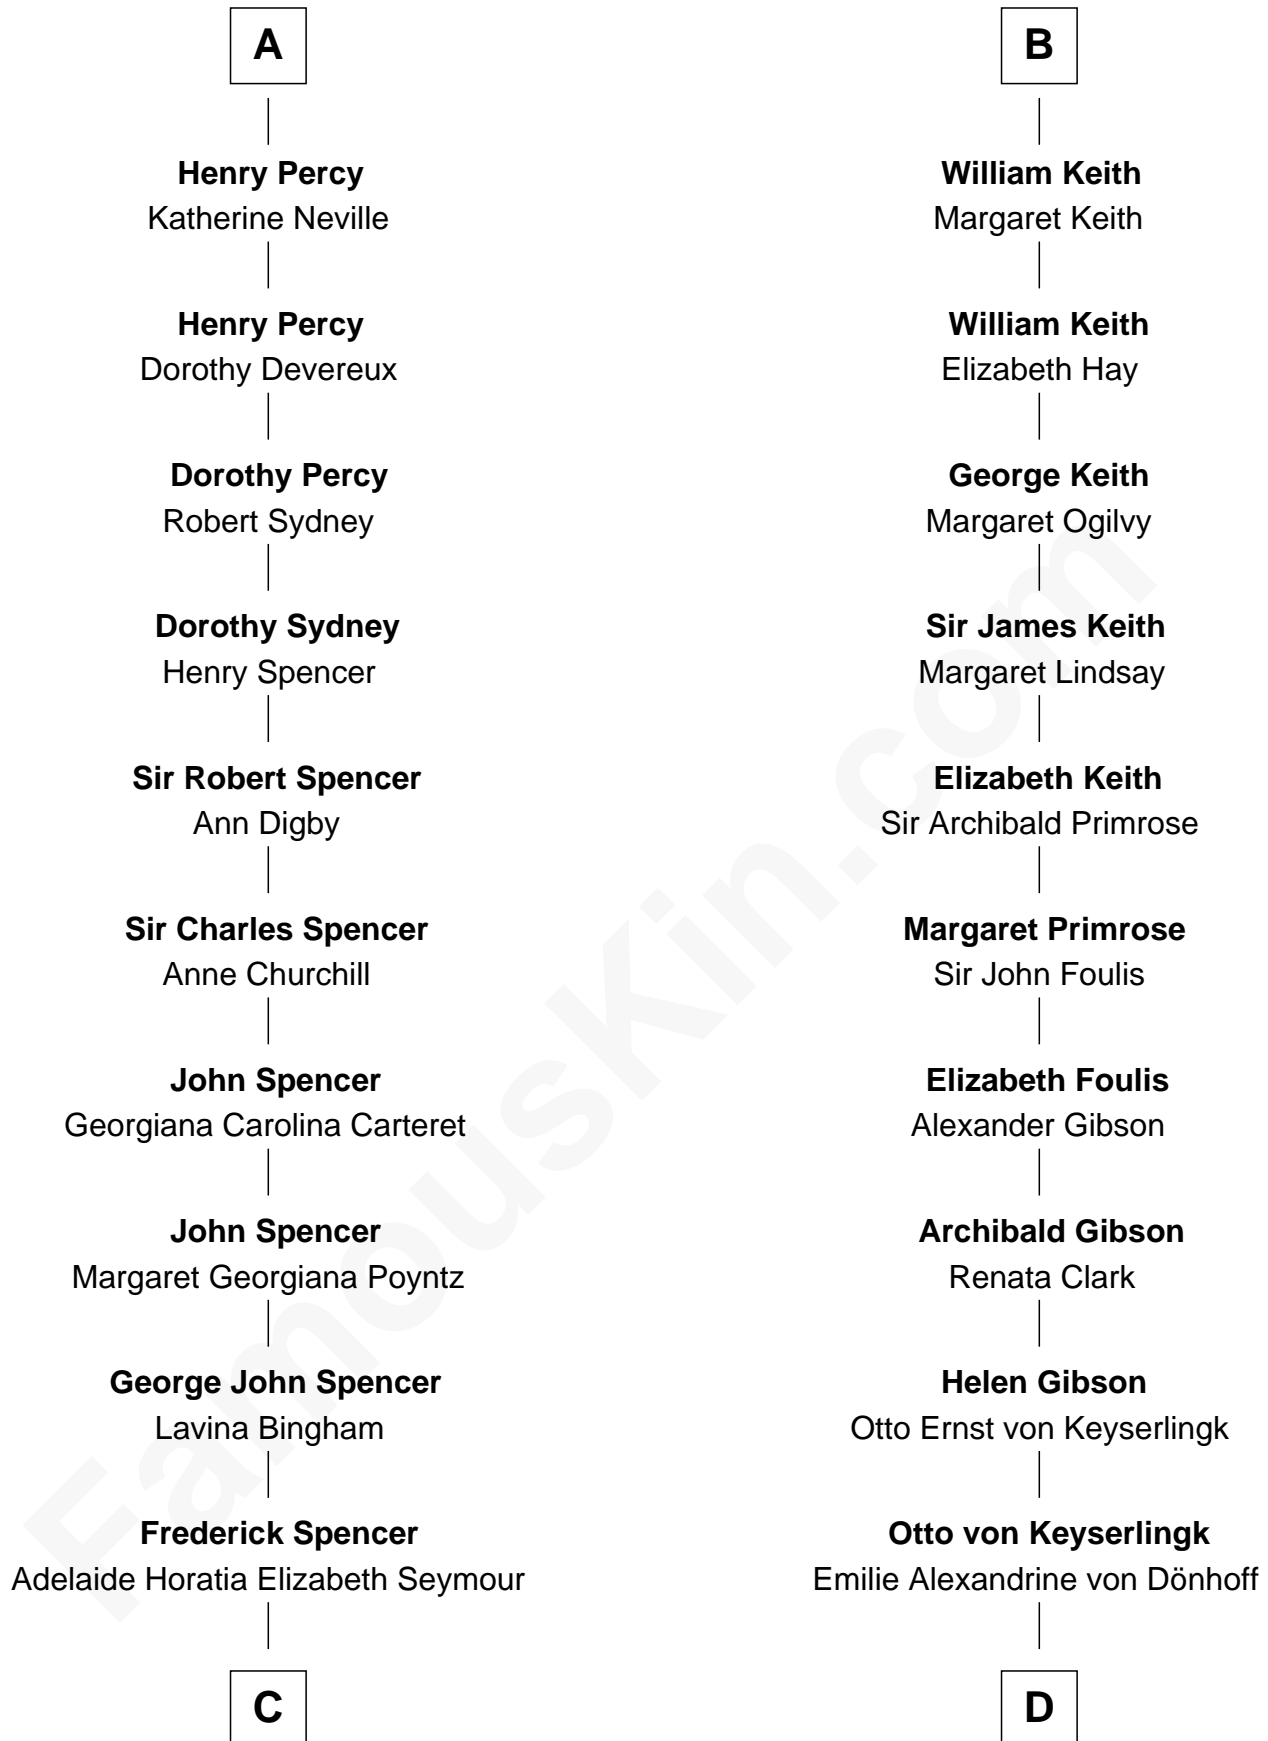 A
Henry Percy
Katherine Neville
Henry Percy
Dorothy Devereux
Dorothy Percy
Robert Sydney
Dorothy Sydney
Henry Spencer
Sir Robert Spencer
Ann Digby
Sir Charles Spencer
Anne Churchill
John Spencer
Georgiana Carolina Carteret
John Spencer
Margaret Georgiana Poyntz
George John Spencer
Lavina Bingham
Frederick Spencer
Adelaide Horatia Elizabeth Seymour
C
B
William Keith
Margaret Keith
William Keith
Elizabeth Hay
George Keith
Margaret Ogilvy
Sir James Keith
Margaret Lindsay
Elizabeth Keith
Sir Archibald Primrose
Margaret Primrose
Sir John Foulis
Elizabeth Foulis
Alexander Gibson
Archibald Gibson
Renata Clark
Helen Gibson
Otto Ernst von Keyserlingk
Otto von Keyserlingk
Emilie Alexandrine von Dönhoff
D
FamousKin.com